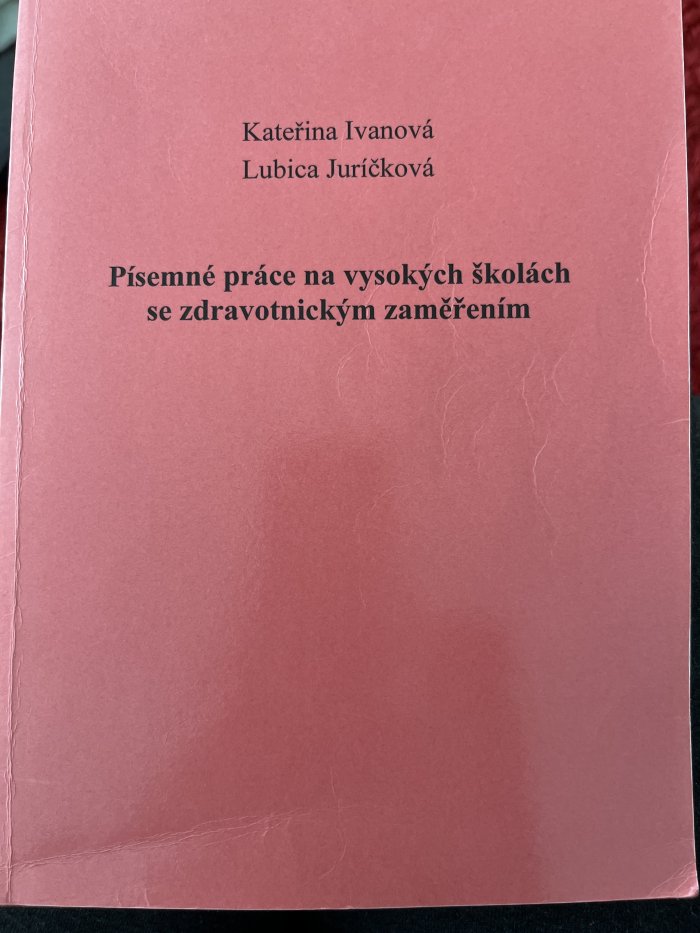 Kateřina Ivanová
Lubica Juríčková
Písemné práce na vysokých školách
se zdravotnickým zaměřením